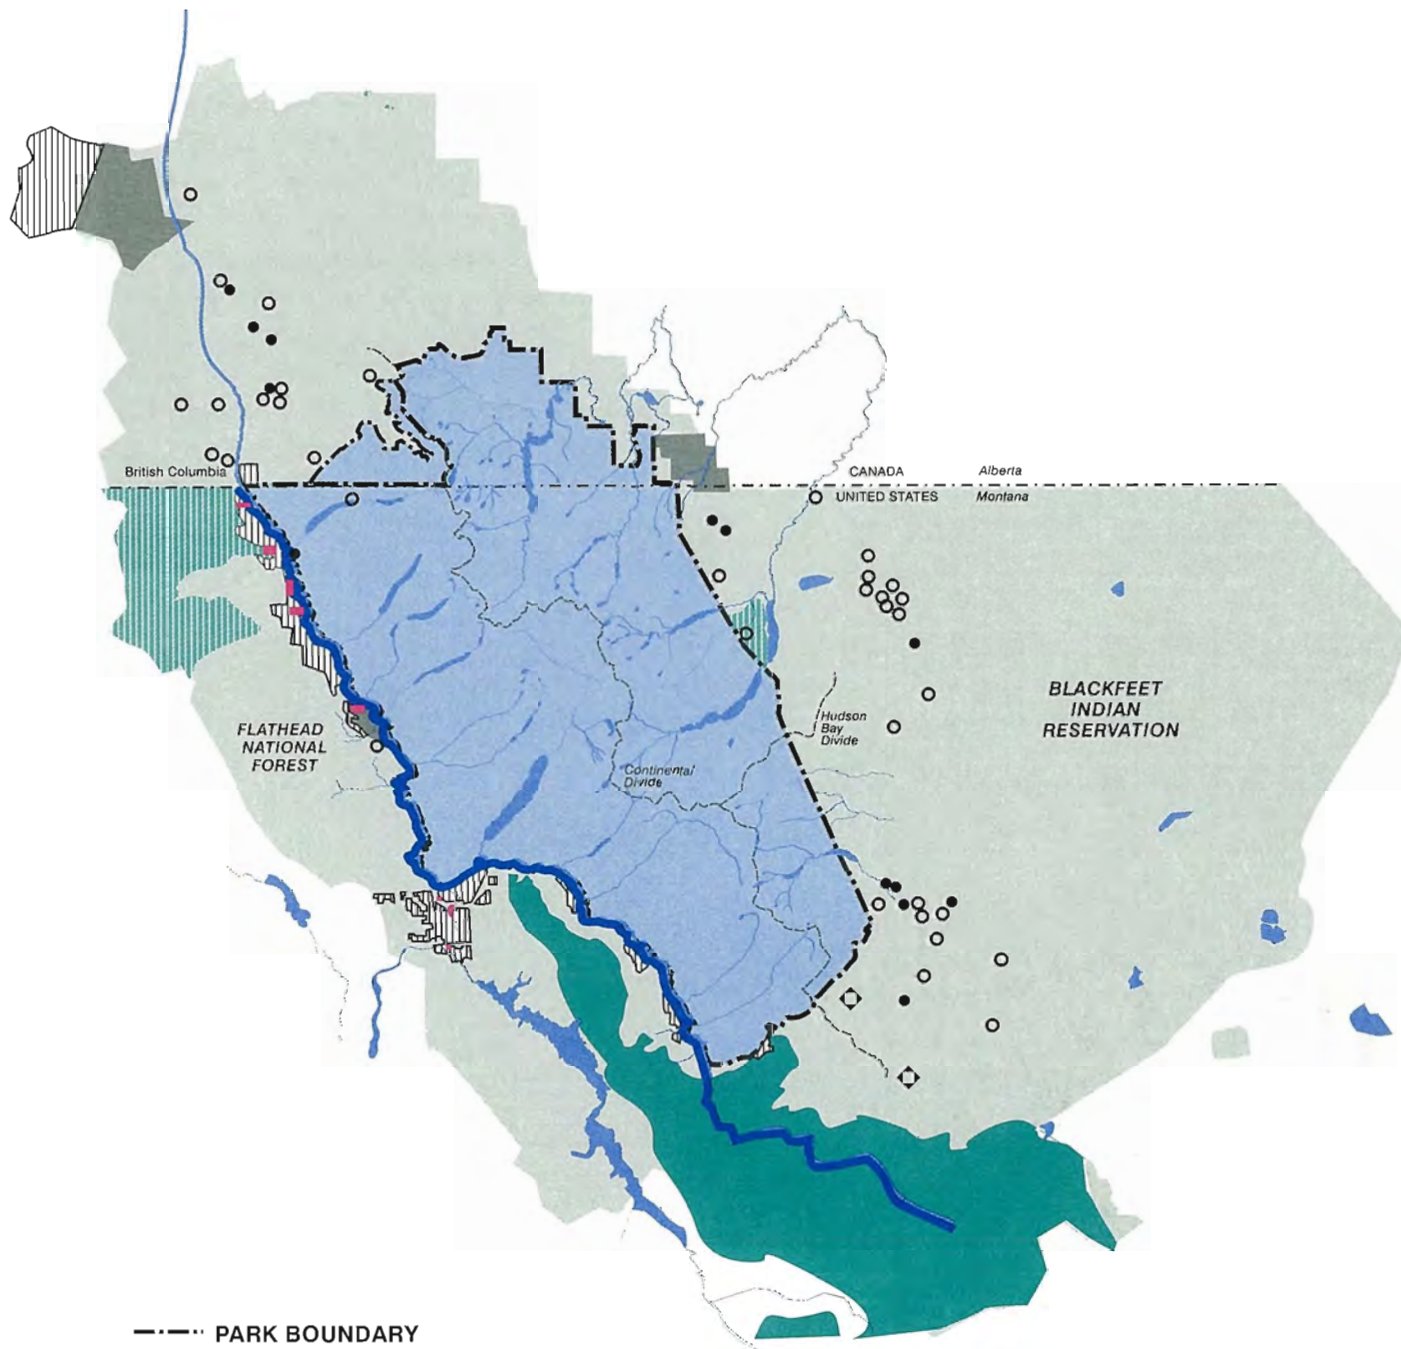 British Columbia
CANADA
Alberta
UNITED STATES
Montana
BLACKFEET
INDIAN
RESERVATION
FLATHEAD
NATIONAL
FOREST
Hudson
Bay
Divide
Continental
Divide
PARK BOUNDARY